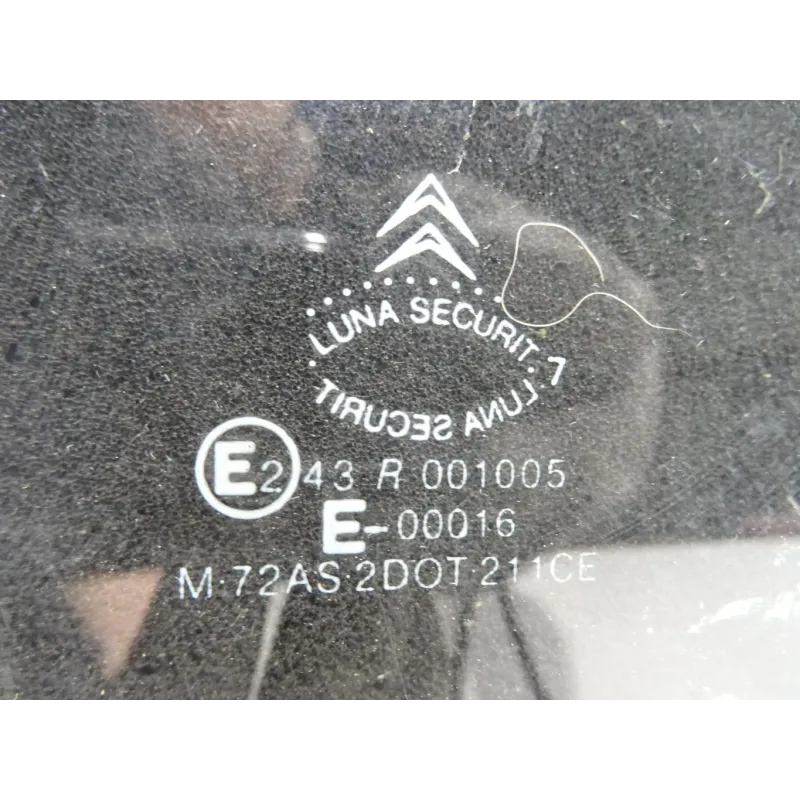 LUNA SECURIT 7
LUNA SECURIT
E2 43 R 001005
E-00016
M·72AS 2DOT·211CE